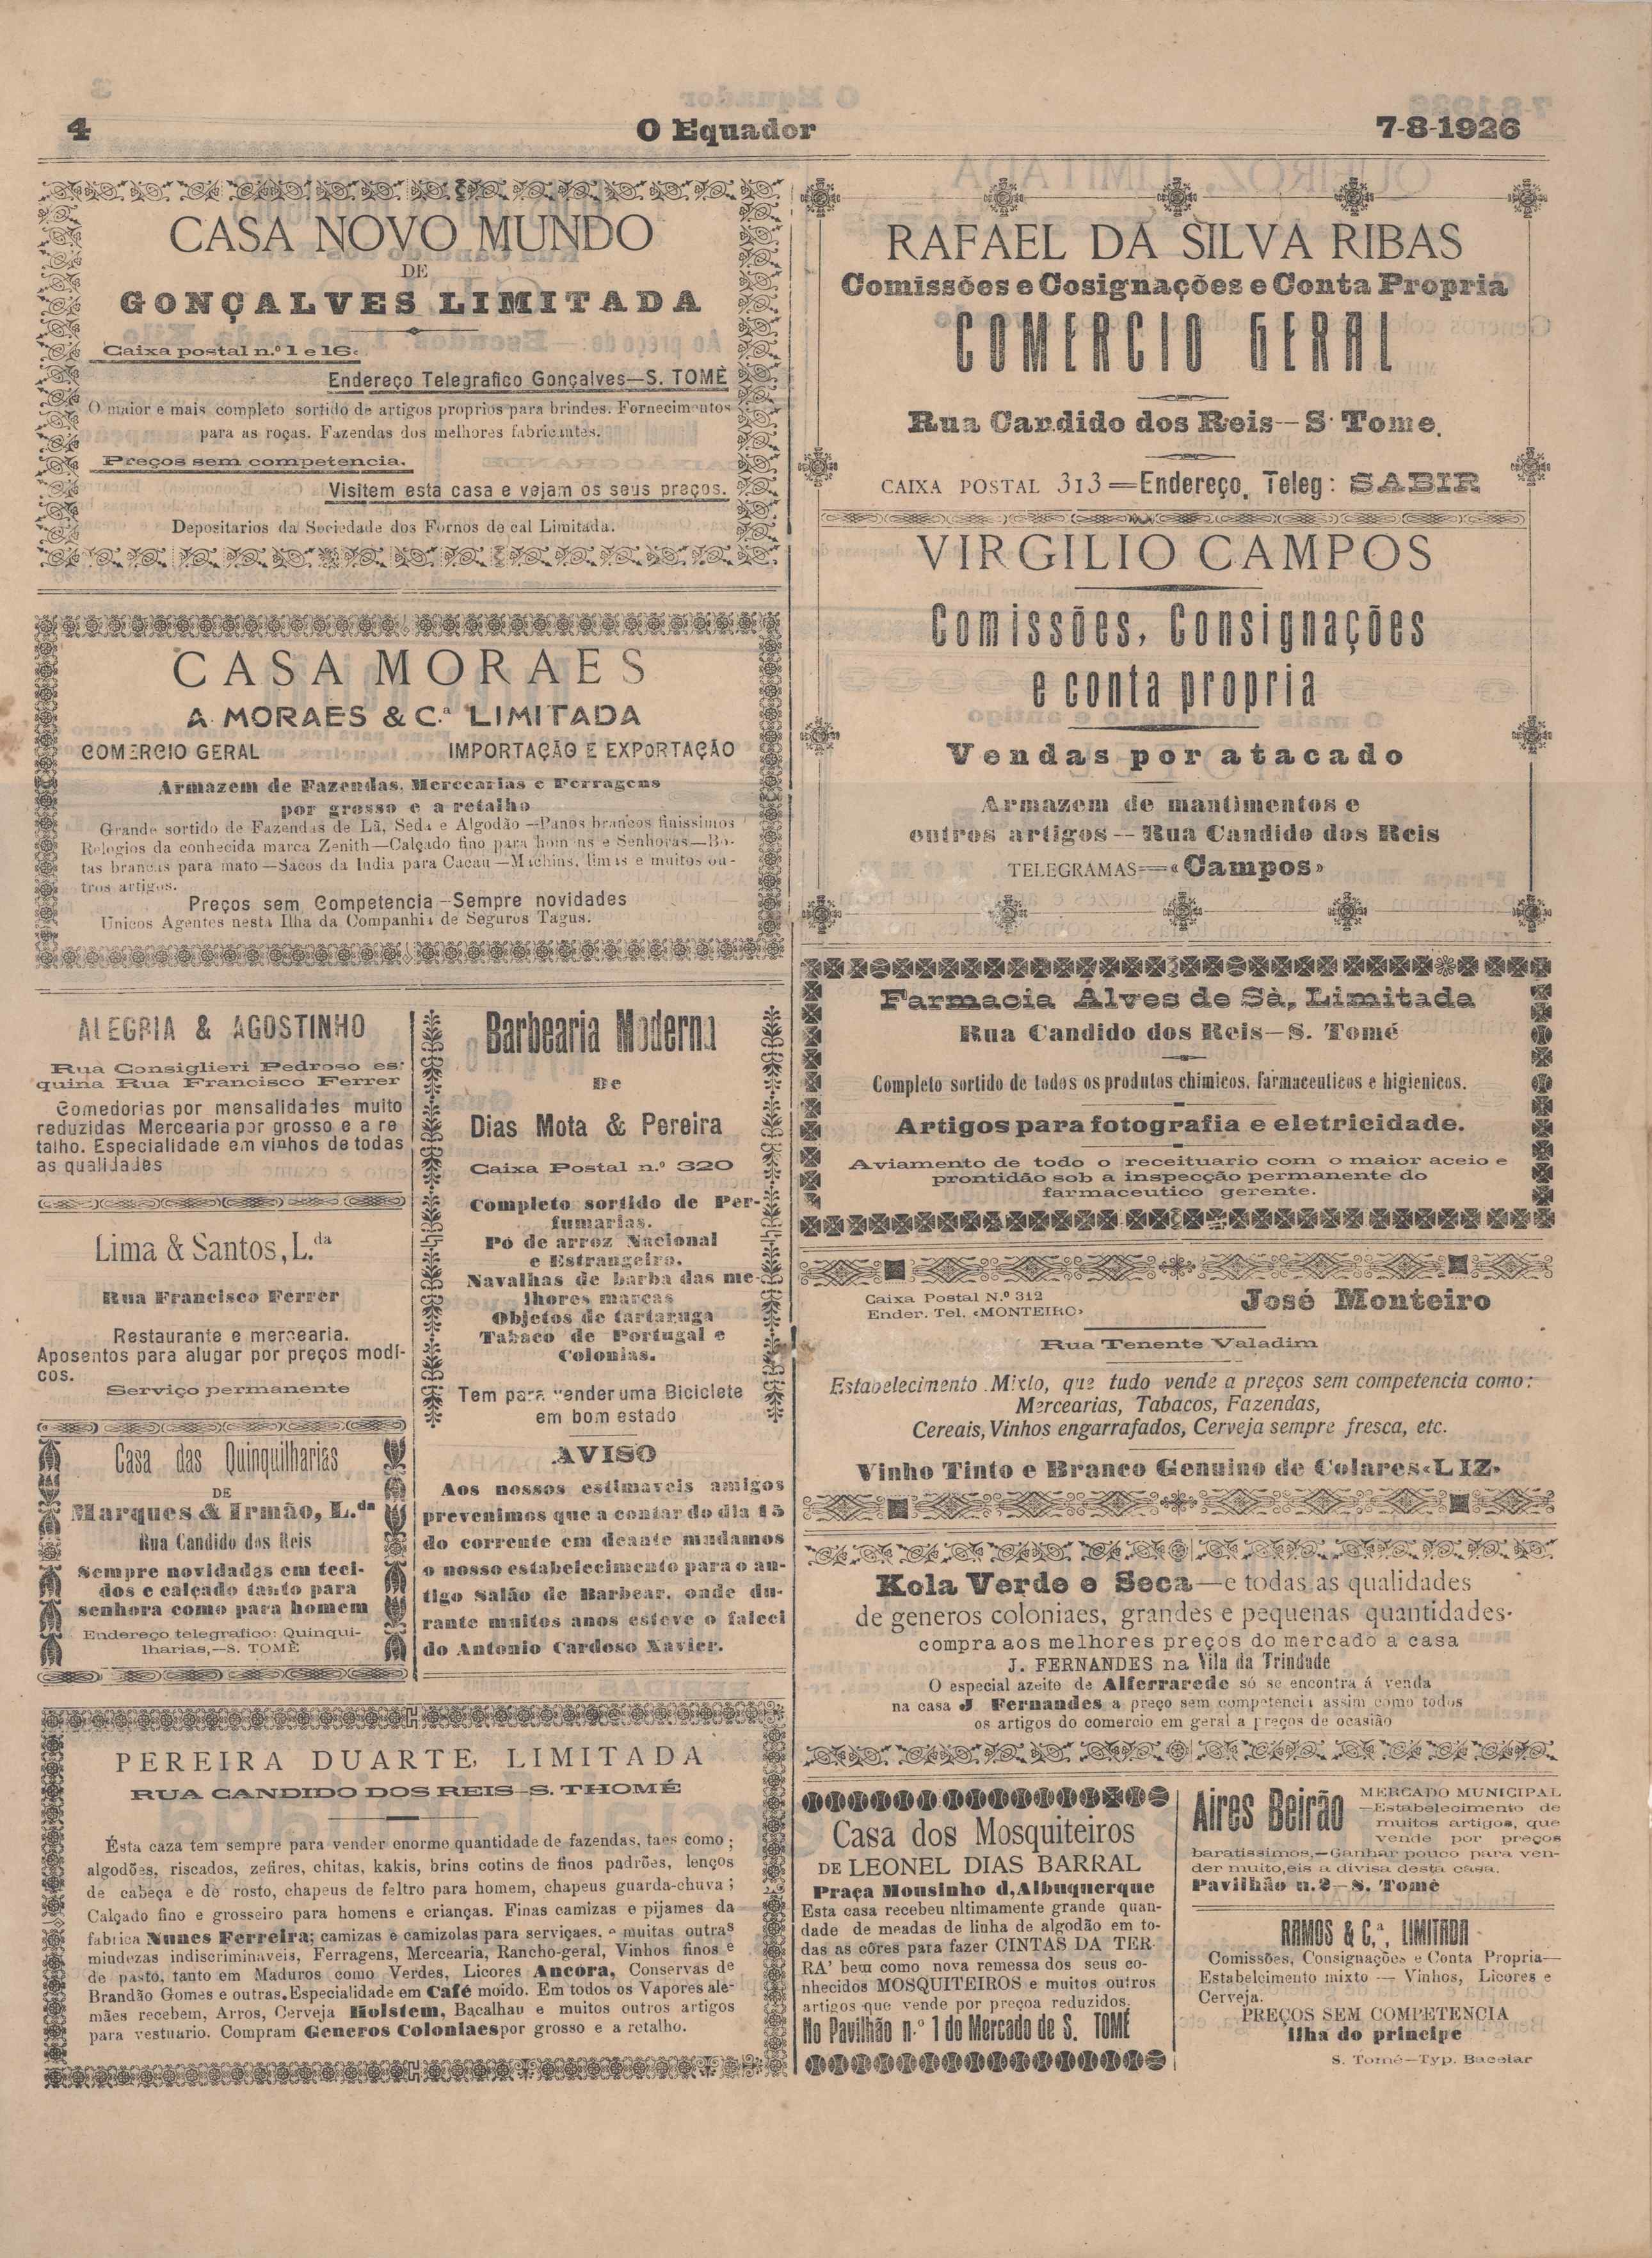 4
O Equador
7-8-1926
CASA NOVO MUNDO
DE
GONÇALVES LIMITADA
Caixa postal n.º 1 e 16.
Endereço Telegrafico Gonçalves—S. TOMÈ
O maior e mais completo sortido de artigos proprios para brindes. Fornecimentos
para as roças. Fazendas dos melhores fabricantes.
Preços sem competencia.
Visitem esta casa e vejam os seus preços.
Depositarios da Sociedade dos Fornos de cal Limitada.
CASA MORAES
A. MORAES & C.ª LIMITADA
COMERCIO GERAL IMPORTAÇÃO E EXPORTAÇÃO
Armazem de Fazendas, Mercearias e Ferragens
por grosso e a retalho
Grande sortido de Fazendas de Lã, Seda e Algodão—Panos brancos finissimos
Relogios da conhecida marca Zenith—Calçado fino para homens e Senhoras—Bo-
tas brancas para mato—Sacos da India para Cacau—Machins, limas e muitos ou-
tros artigos.
Preços sem Competencia—Sempre novidades
Unicos Agentes nesta Ilha da Companhia de Seguros Tagus.
ALEGRIA & AGOSTINHO
Rua Consiglieri Pedroso es:
quina Rua Francisco Ferrer
Comedorias por mensalidades muito
reduzidas Mercearia por grosso e a re
talho. Especialidade em vinhos de todas
as qualidades
Lima & Santos, L.da
Rua Francisco Ferrer
Restaurante e mercearia.
Aposentos para alugar por preços modi-
cos.
Serviço permanente
Casa das Quinquilharias
DE
Marques & Irmão, L.da
Rua Candido dos Reis
Sempre novidades em teci-
dos e calçado tanto para
senhora como para homem
Endereço telegrafico: Quinqui-
lharias,—S. TOMÈ
Barbearia Moderna
De
Dias Mota & Pereira
Caixa Postal n.º 320
Completo sortido de Per-
fumarias.
Pó de arroz Nacional
e Estrangeiro.
Navalhas de barba das me-
lhores marcas
Objetos de tartaruga
Tabaco de Portugal e
Colonias.
Tem para vender uma Biciclete
em bom estado
AVISO
Aos nossos estimaveis amigos
prevenimos que a contar do dia 15
do corrente em deante mudamos
o nosso estabelecimento para o an-
tigo Salão de Barbear, onde du-
rante muitos anos esteve o faleci
do Antonio Cardoso Xavier.
PEREIRA DUARTE, LIMITADA
RUA CANDIDO DOS REIS—S. THOMÉ
Ésta caza tem sempre para vender enorme quantidade de fazendas, taes como;
algodões, riscados, zefires, chitas, kakis, brins cotins de finos padrões, lenços
de cabeça e de rosto, chapeus de feltro para homem, chapeus guarda-chuva;
Calçado fino e grosseiro para homens e crianças. Finas camizas e pijames da
fabrica Nunes Ferreira; camizas e camizolas para serviçaes, e muitas outras
miudezas indiscriminaveis, Ferragens, Mercearia, Rancho-geral, Vinhos finos e
de pasto, tanto em Maduros como Verdes, Licores Ancora, Conservas de
Brandão Gomes e outras. Especialidade em Café moido. Em todos os Vapores ale-
mães recebem, Arros, Cerveja Holstem, Bacalhau e muitos outros artigos
para vestuario. Compram Generos Coloniaes por grosso e a retalho.
RAFAEL DA SILVA RIBAS
Comissões e Cosignações e Conta Propria
COMERCIO GERAL
Rua Candido dos Reis—S. Tome.
CAIXA POSTAL 313—Endereço. Teleg: SABIR
VIRGILIO CAMPOS
Comissões, Consignações
e conta propria
Vendas por atacado
Armazem de mantimentos e
outros artigos—Rua Candido dos Reis
TELEGRAMAS—«Campos»
Farmacia Álves de Sà, Limitada
Rua Candido dos Reis—S. Tomé
Completo sortido de todos os produtos chimicos, farmaceuticos e higienicos.
Artigos para fotografia e eletricidade.
Aviamento de todo o receituario com o maior aceio e
prontidão sob a inspecção permanente do
farmaceutico gerente.
Caixa Postal N.º 312
Ender. Tel. «MONTEIRO»
José Monteiro
Rua Tenente Valadim
Estabelecimento Mixto, que tudo vende a preços sem competencia como:
Mercearias, Tabacos, Fazendas,
Cereais, Vinhos engarrafados, Cerveja sempre fresca, etc.
Vinho Tinto e Branco Genuino de Colares «LIZ»
Kola Verde e Seca—e todas as qualidades
de generos coloniaes, grandes e pequenas quantidades-
compra aos melhores preços do mercado a casa
J. FERNANDES na Vila da Trindade
O especial azeito de Alferrarede só se encontra á venda
na casa J Fernandes a preço sem competencia assim como todos
os artigos do comercio em geral a preços de ocasião
Casa dos Mosquiteiros
DE LEONEL DIAS BARRAL
Praça Mousinho d,Albuquerque
Esta casa recebeu nltimamente grande quan-
dade de meadas de linha de algodão em to-
das as côres para fazer CINTAS DA TER-
RA' bem como nova remessa dos seus co-
nhecidos MOSQUITEIROS e muitos outros
artigos que vende por preçoa reduzidos.
No Pavilhão n.º 1 do Mercado de S. TOMÉ
Aires Beirão
MERCADO MUNICIPAL
—Estabelecimento de
muitos artigos, que
vende por preços
baratissimos,—Ganhar pouco para ven-
der muito, eis a divisa desta casa.
Pavilhão n.2—S. Tomè
RAMOS & C,ª, LIMITADA
Comissões, Consignações e Conta Propria—
Estabelcimento mixto — Vinhos, Licores e
Cerveja.
PREÇOS SEM COMPETENCIA
Ilha do principe
S. Tomé—Typ. Bacelar